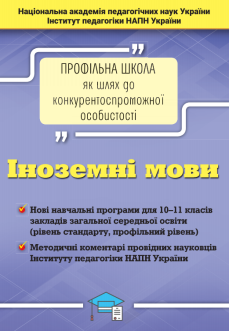 Національна академія педагогічних наук України
Інститут педагогіки НАПН України
ПРОФІЛЬНА ШКОЛА
як шлях до
конкурентоспроможної
особистості
Іноземні мови
Нові навчальні програми для 10–11 класів
закладів загальної середньої освіти
(рівень стандарту, профільний рівень)
Методичні коментарі провідних науковців
Інституту педагогіки НАПН України